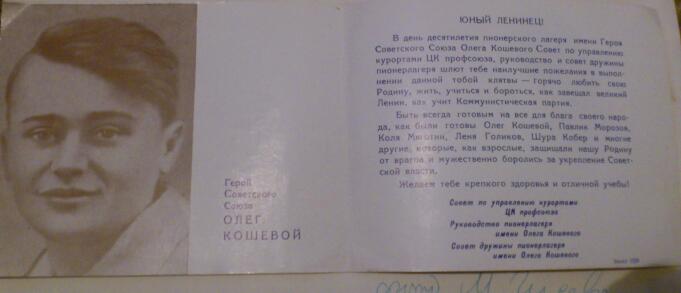 Герой
Советского
Союза
ОЛЕГ
КОШЕВОЙ
ЮНЫЙ ЛЕНИНЕЦ!
В день десятилетия пионерского лагеря имени Героя
Советского Союза Олега Кошевого Совет по управлению
курортами ЦК профсоюза, руководство и совет дружины
пионерлагеря шлют тебе наилучшие пожелания в выпол-
нении данной тобой клятвы — горячо любить свою
Родину, жить, учиться и бороться, как завещал великий
Ленин, как учит Коммунистическая партия.
Быть всегда готовым на все для блага своего наро-
да, как были готовы Олег Кошевой, Павлик Морозов,
Коля Мяготин, Леня Голиков, Шура Кобер и многие
другие, которые, как взрослые, защищали нашу Родину
от врагов и мужественно боролись за укрепление Совет-
ской власти.
Желаем тебе крепкого здоровья и отличной учебы!
Совет по управлению курортами
ЦК профсоюза
Руководство пионерлагеря
имени Олега Кошевого
Совет дружины пионерлагеря
имени Олега Кошевого